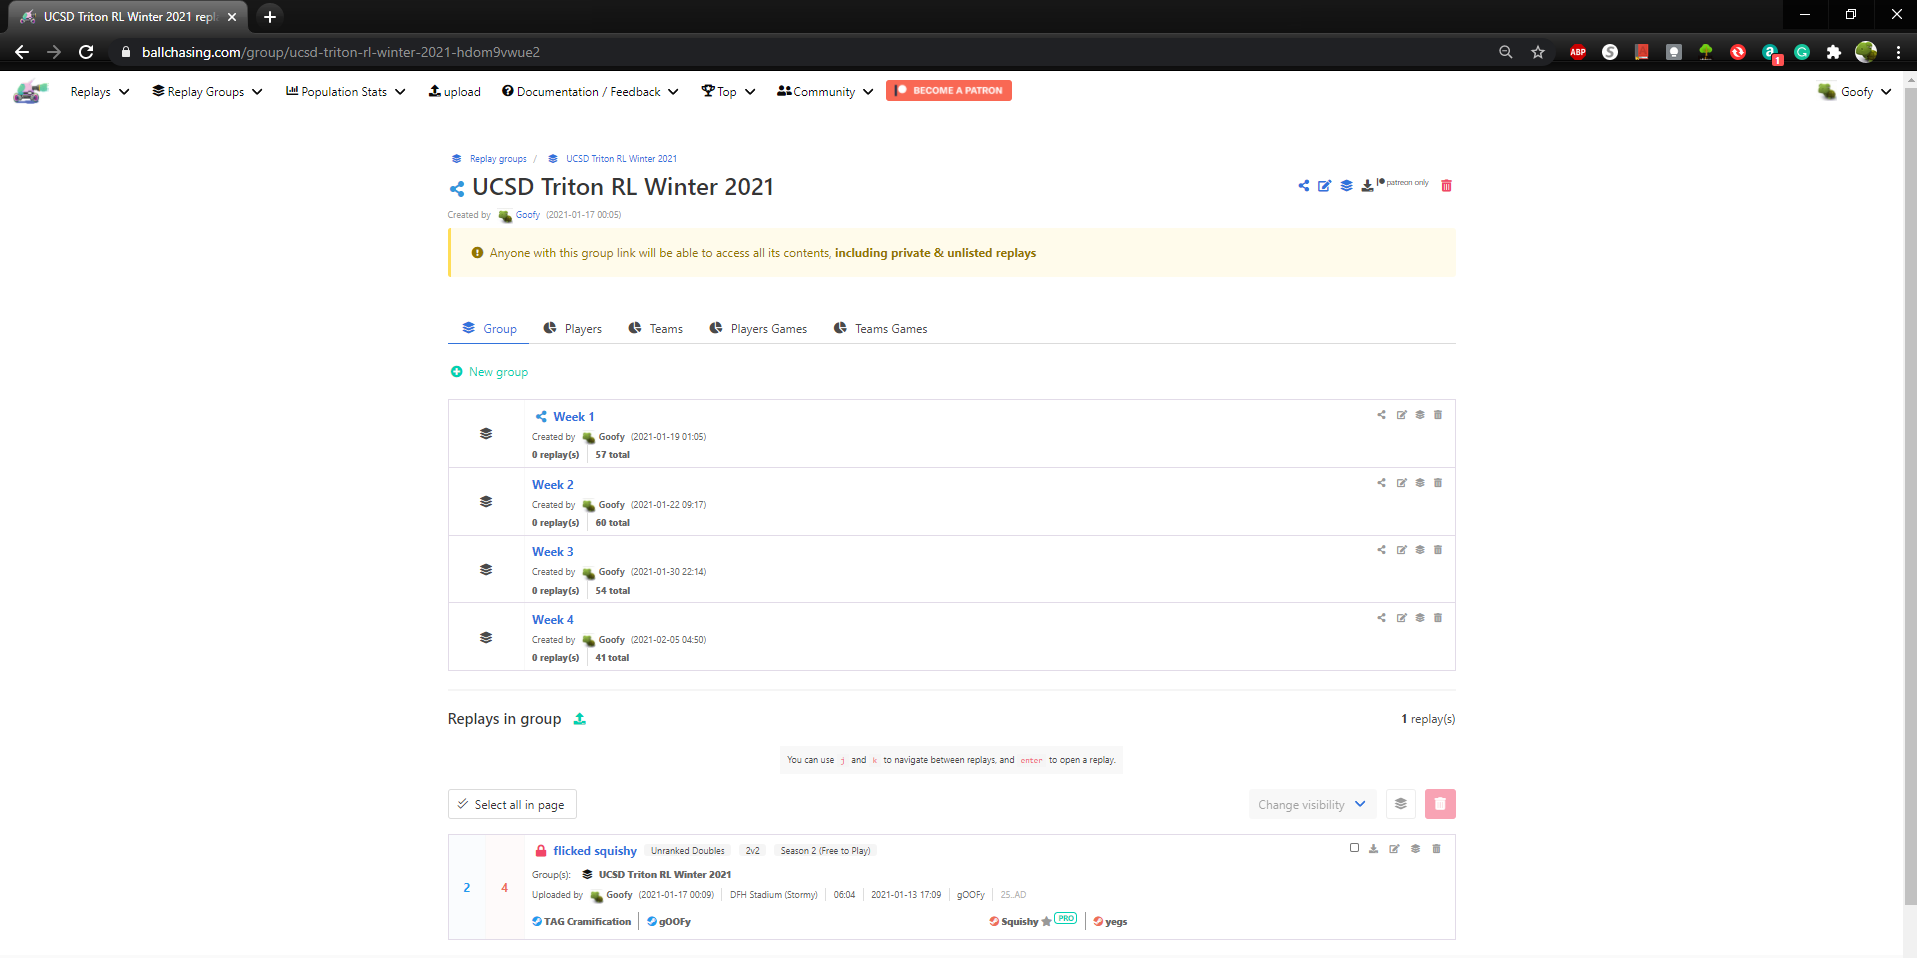 UCSD Triton RL Winter 2021 repl
ballchasing.com/group/ucsd-triton-rl-winter-2021-hdom9vwue2
ABP
1
Replays Replay Groups Population Stats upload Documentation / Feedback Top Community BECOME A PATRON Goofy
Replay groups / UCSD Triton RL Winter 2021
UCSD Triton RL Winter 2021 patreon only
Created by Goofy (2021-01-17 00:05)
Anyone with this group link will be able to access all its contents, including private & unlisted replays
Group Players Teams Players Games Teams Games
New group
Week 1
Created by Goofy (2021-01-19 01:05)
0 replay(s) 57 total
Week 2
Created by Goofy (2021-01-22 09:17)
0 replay(s) 60 total
Week 3
Created by Goofy (2021-01-30 22:14)
0 replay(s) 54 total
Week 4
Created by Goofy (2021-02-05 04:50)
0 replay(s) 41 total
Replays in group 1 replay(s)
You can use j and k to navigate between replays, and enter to open a replay.
Select all in page Change visibility
flicked squishy Unranked Doubles 2v2 Season 2 (Free to Play)
Group(s): UCSD Triton RL Winter 2021
2 4
Uploaded by Goofy (2021-01-17 00:09) DFH Stadium (Stormy) 06:04 2021-01-13 17:09 gOOFy 25..AD
TAG Cramification gOOFy Squishy PRO yegs